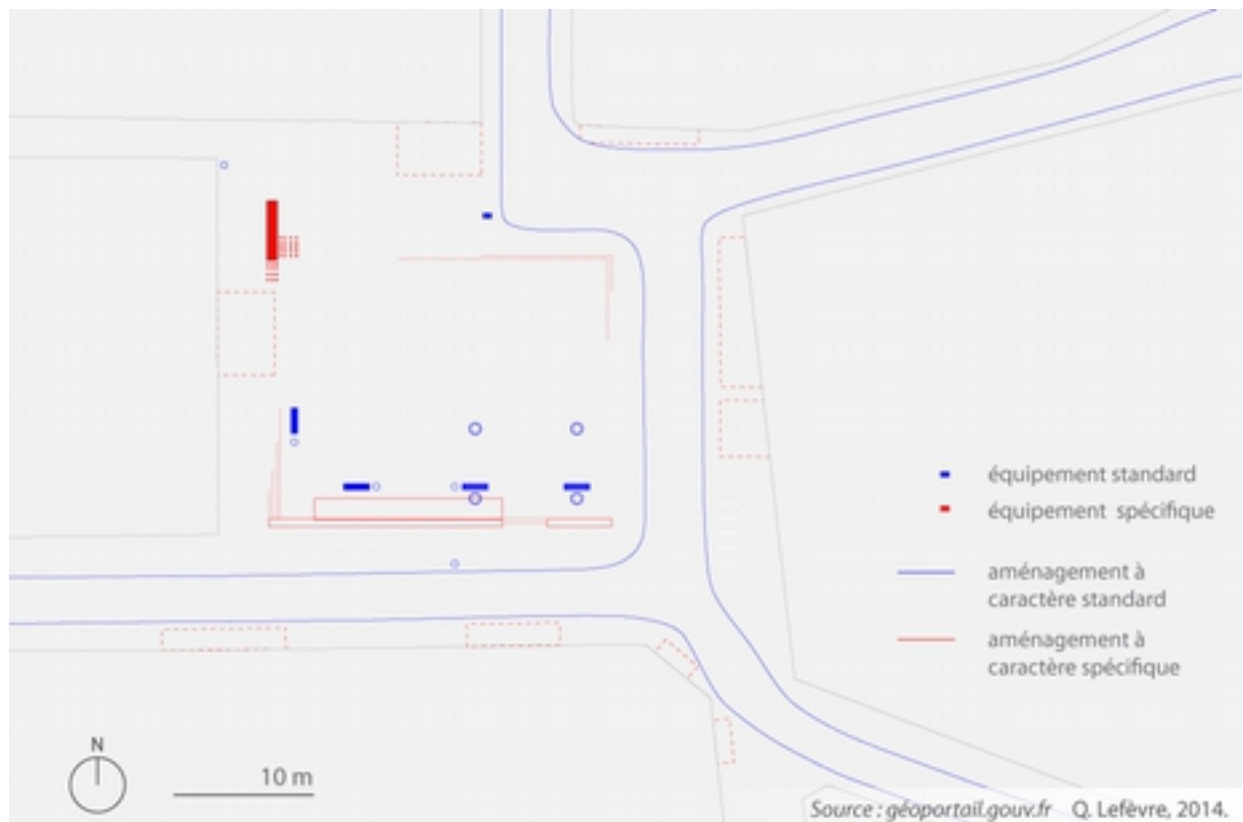 équipement standard
équipement spécifique
aménagement à
caractère standard
aménagement à
caractère spécifique
N
10 m
Source : géoportail.gouv.fr Q. Lefèvre, 2014.